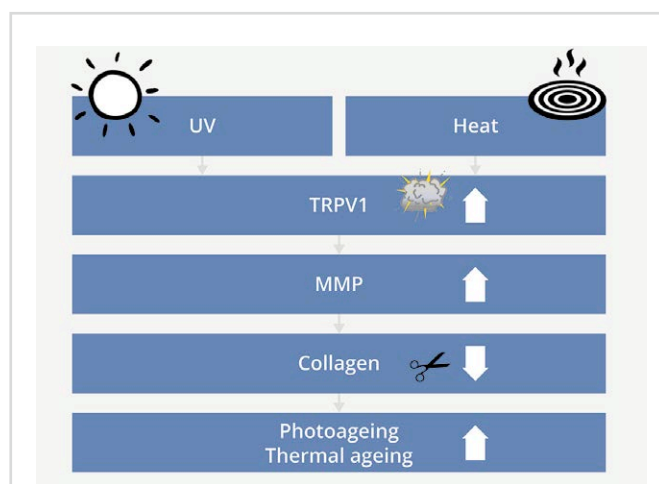 UV
Heat
TRPV1
MMP
Collagen
Photoageing
Thermal ageing